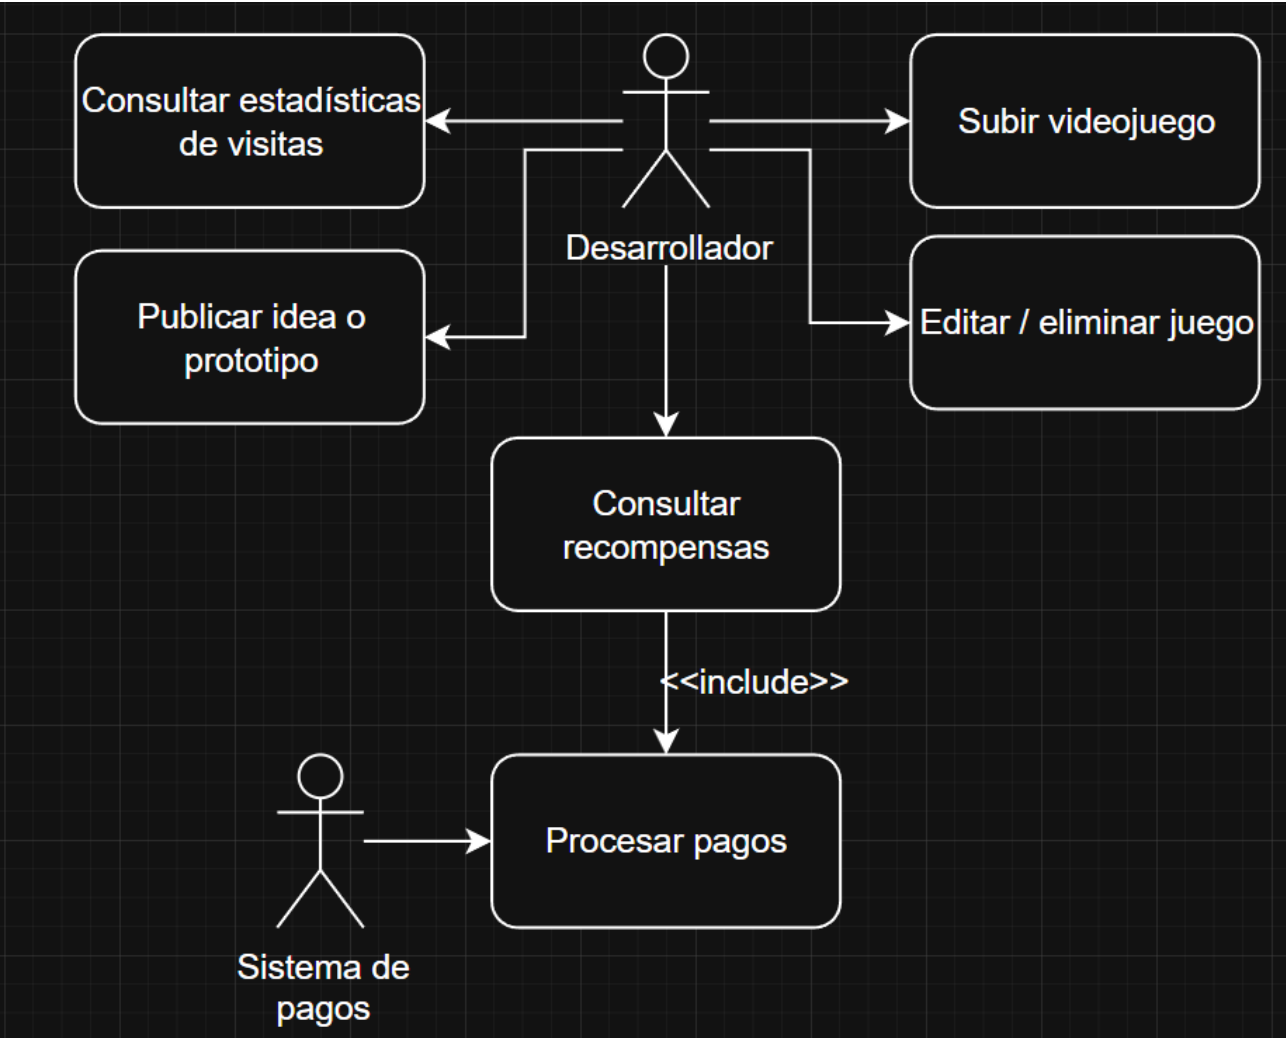 Consultar estadísticas
de visitas
Subir videojuego
Desarrollador
Publicar idea o
prototipo
Editar / eliminar juego
Consultar
recompensas
<<include>>
Procesar pagos
Sistema de
pagos